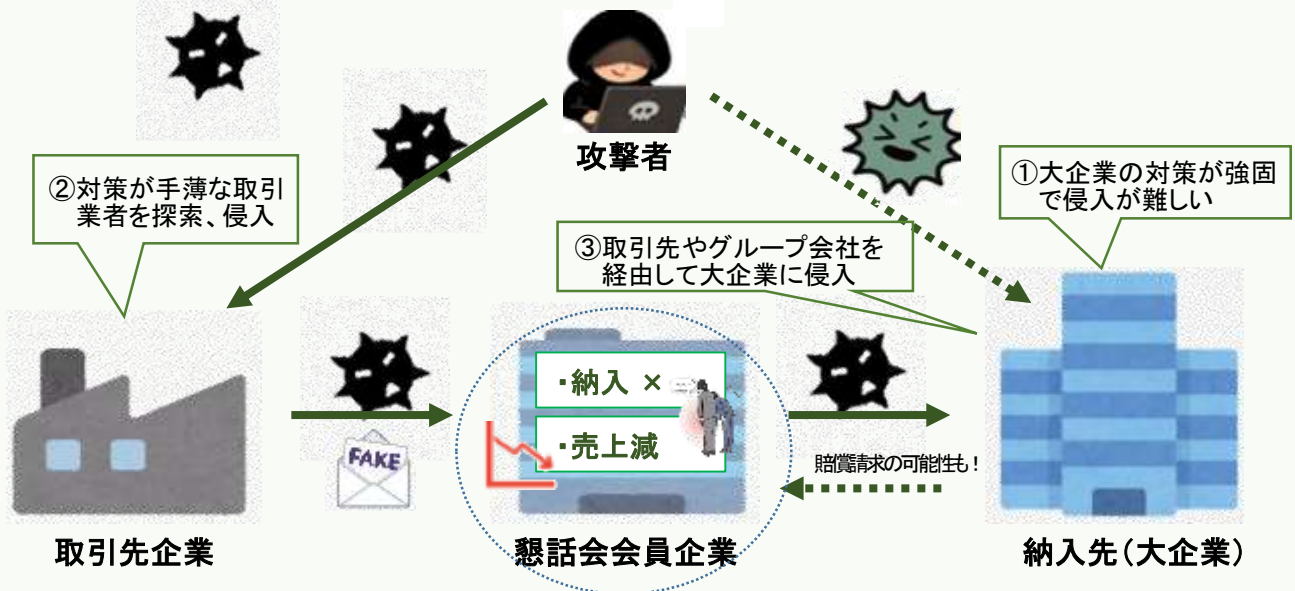 攻撃者
①大企業の対策が強固
で侵入が難しい
②対策が手薄な取引
業者を探索、侵入
③取引先やグループ会社を
経由して大企業に侵入
・納入 ×
・売上減
FAKE
賠償請求の可能性も!
取引先企業
懇話会会員企業
納入先(大企業)